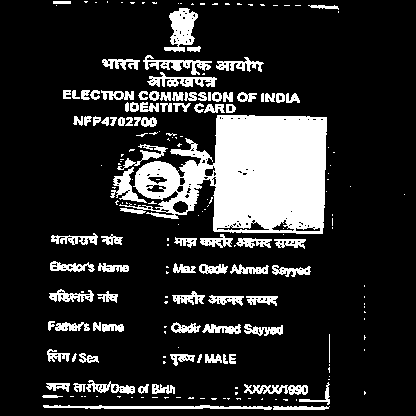 भारत निवडणूक आयोग
ओळखपत्र
ELECTION COMMISSION OF INDIA
IDENTITY CARD
NFP4702700
मतदाराचे नांव : माझ कादीर अहमद सय्यद
Elector's Name : Maz Qadir Ahmed Sayyed
वडिलांचे नांव : कादीर अहमद सय्यद
Father's Name : Qadir Ahmed Sayyed
लिंग / Sex : पुरूष / MALE
जन्म तारीख/Date of Birth : XX/XX/1990